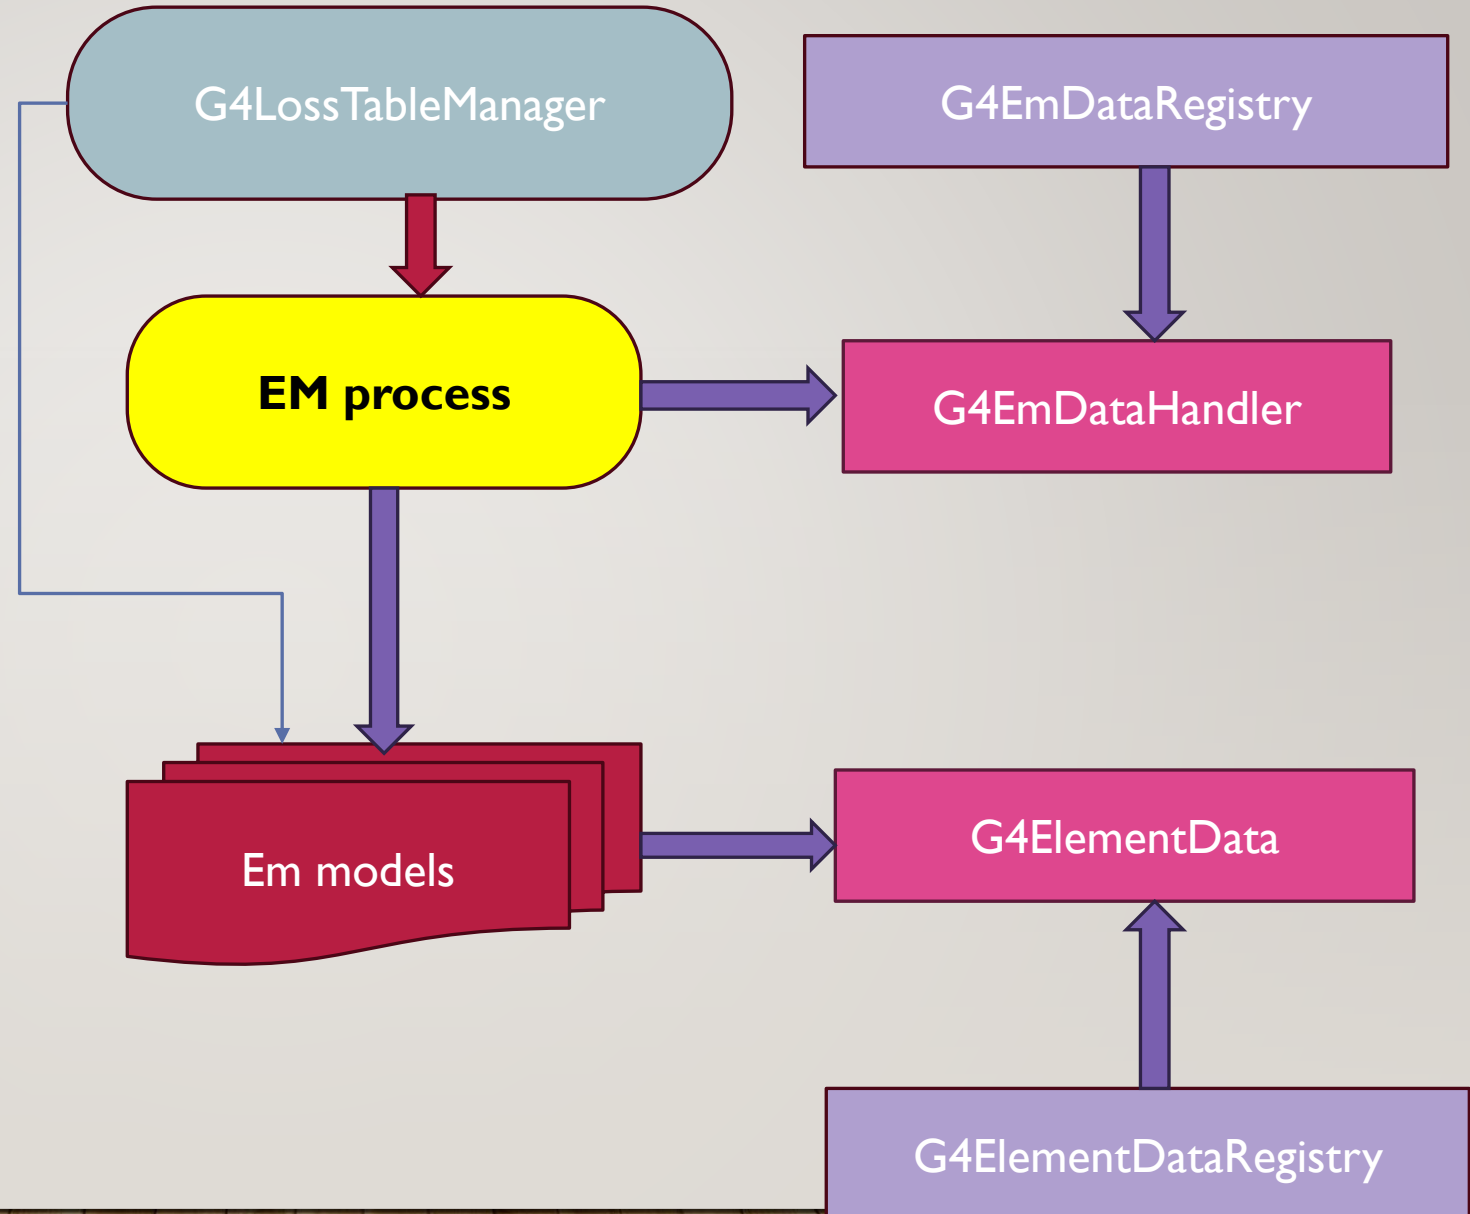 G4LossTableManager
G4EmDataRegistry
EM process
G4EmDataHandler
Em models
G4ElementData
G4ElementDataRegistry